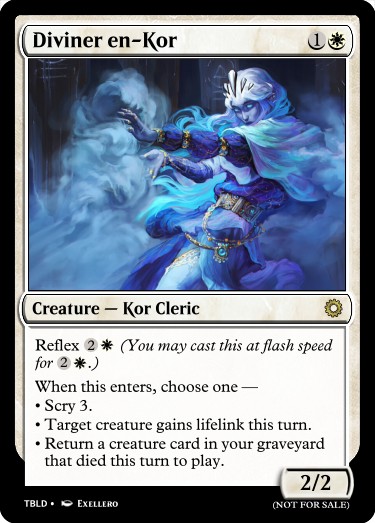 Diviner en-Kor 1
Creature — Kor Cleric
Reflex 2 (You may cast this at flash speed
for 2 .)
When this enters, choose one —
• Scry 3.
• Target creature gains lifelink this turn.
• Return a creature card in your graveyard
that died this turn to play.
2/2
TBLD • Exellero
(NOT FOR SALE)